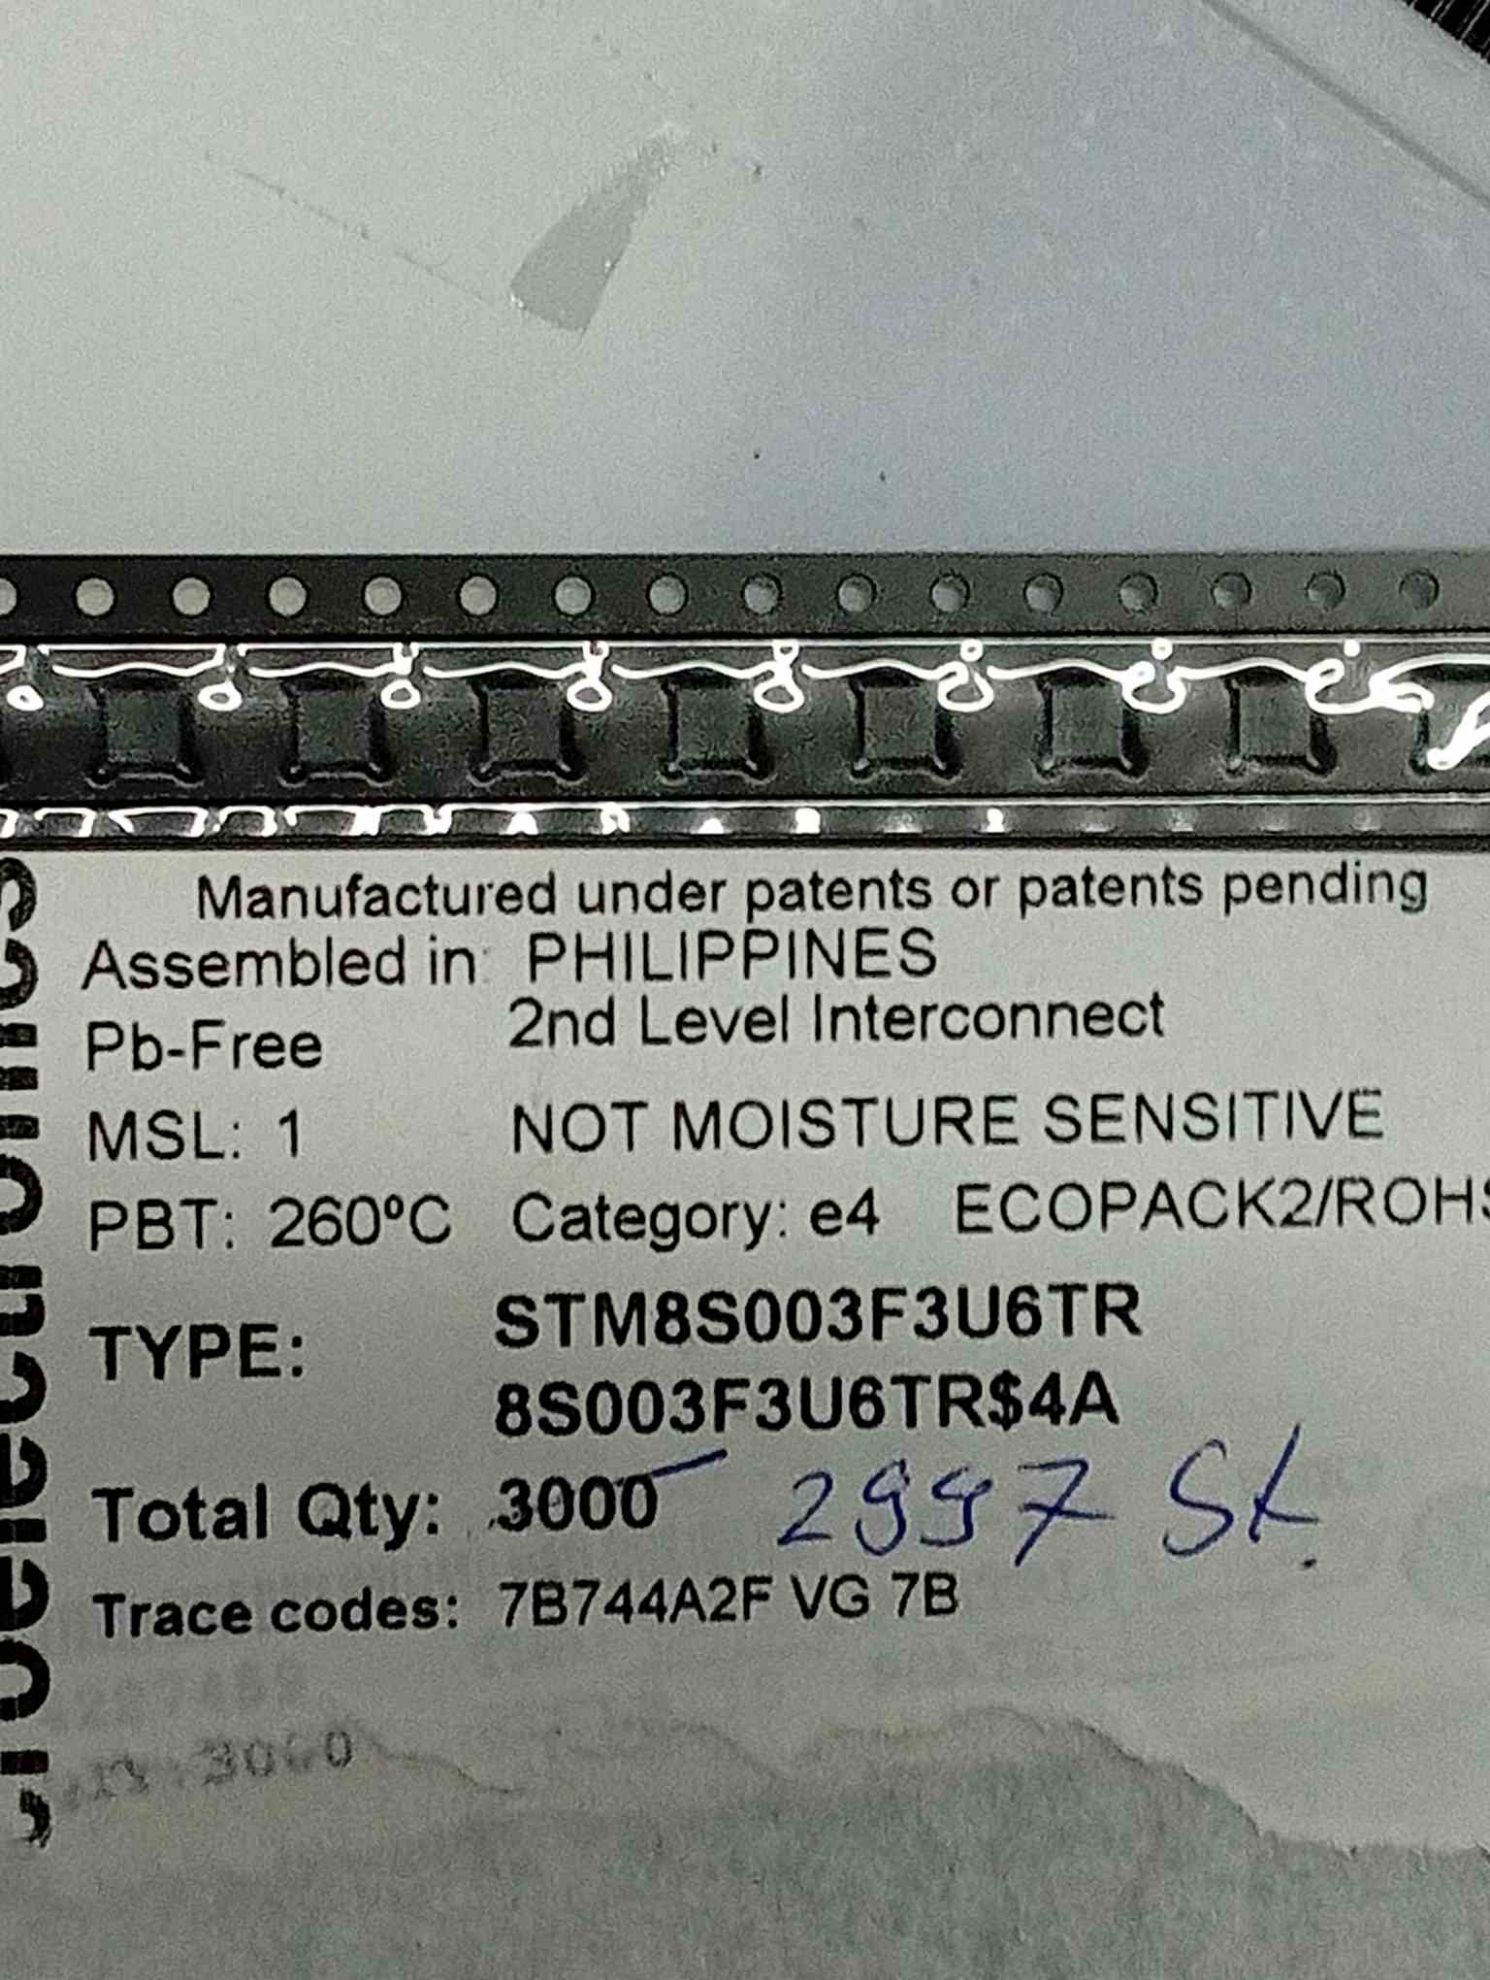 Manufactured under patents or patents pending
Assembled in: PHILIPPINES
Pb-Free 2nd Level Interconnect
MSL: 1 NOT MOISTURE SENSITIVE
PBT: 260°C Category: e4 ECOPACK2/ROHS
TYPE: STM8S003F3U6TR
8S003F3U6TR$4A
Total Qty: 3000 2997 St.
Trace codes: 7B744A2F VG 7B
3000